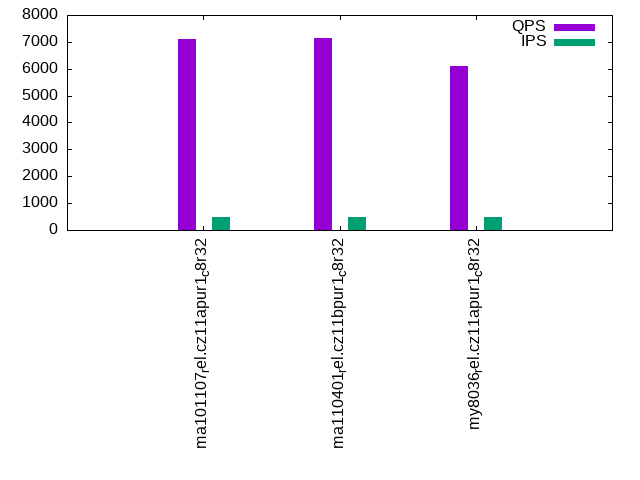 8000
7000
6000
5000
4000
3000
2000
1000
0
QPS
IPS
ma101107rel.cz11apur1c8r32
ma110401rel.cz11bpur1c8r32
my8036rel.cz11apur1c8r32